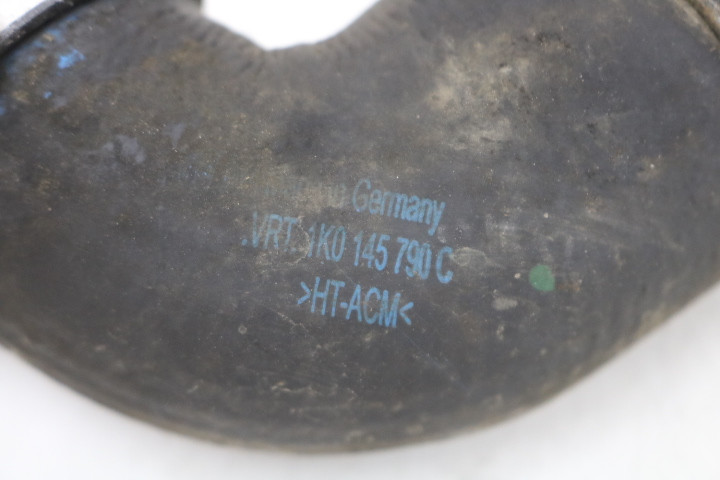 Germany
.VRT. 1K0 145 790 C
>HT-ACM<